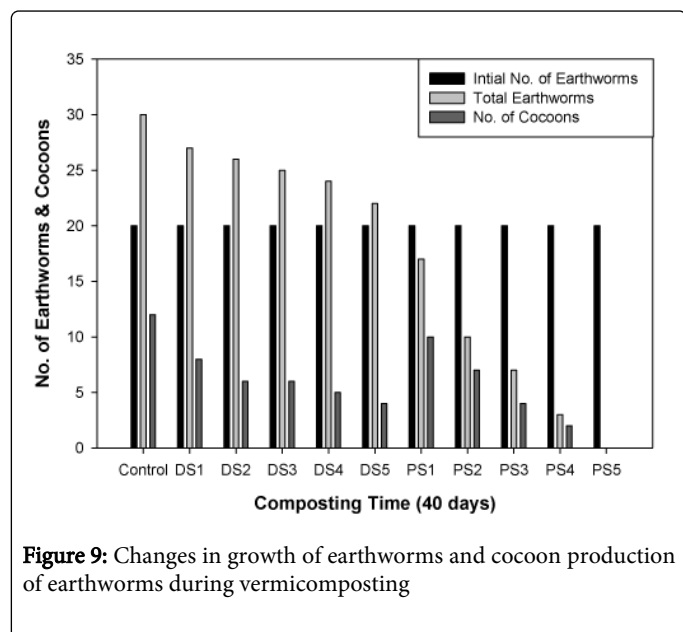 35
30
25
20
15
10
5
0
No. of Earthworms & Cocoons
Intial No. of Earthworms
Total Earthworms
No. of Cocoons
Control DS1 DS2 DS3 DS4 DS5 PS1 PS2 PS3 PS4 PS5
Composting Time (40 days)
Figure 9: Changes in growth of earthworms and cocoon production
of earthworms during vermicomposting